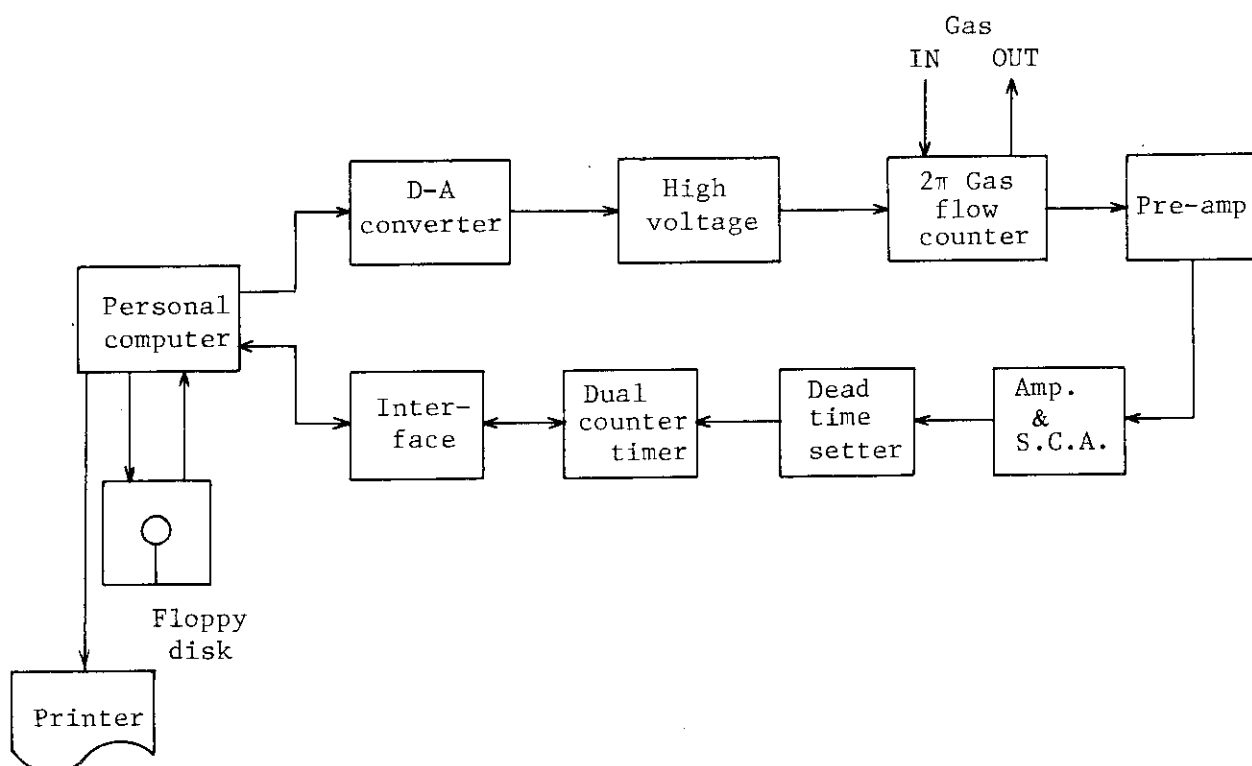 Gas
IN OUT
D-A
converter
High
voltage
2π Gas
flow
counter
Pre-amp
Personal
computer
Inter-
face
Dual
counter
timer
Dead
time
setter
Amp.
&
S.C.A.
Floppy
disk
Printer